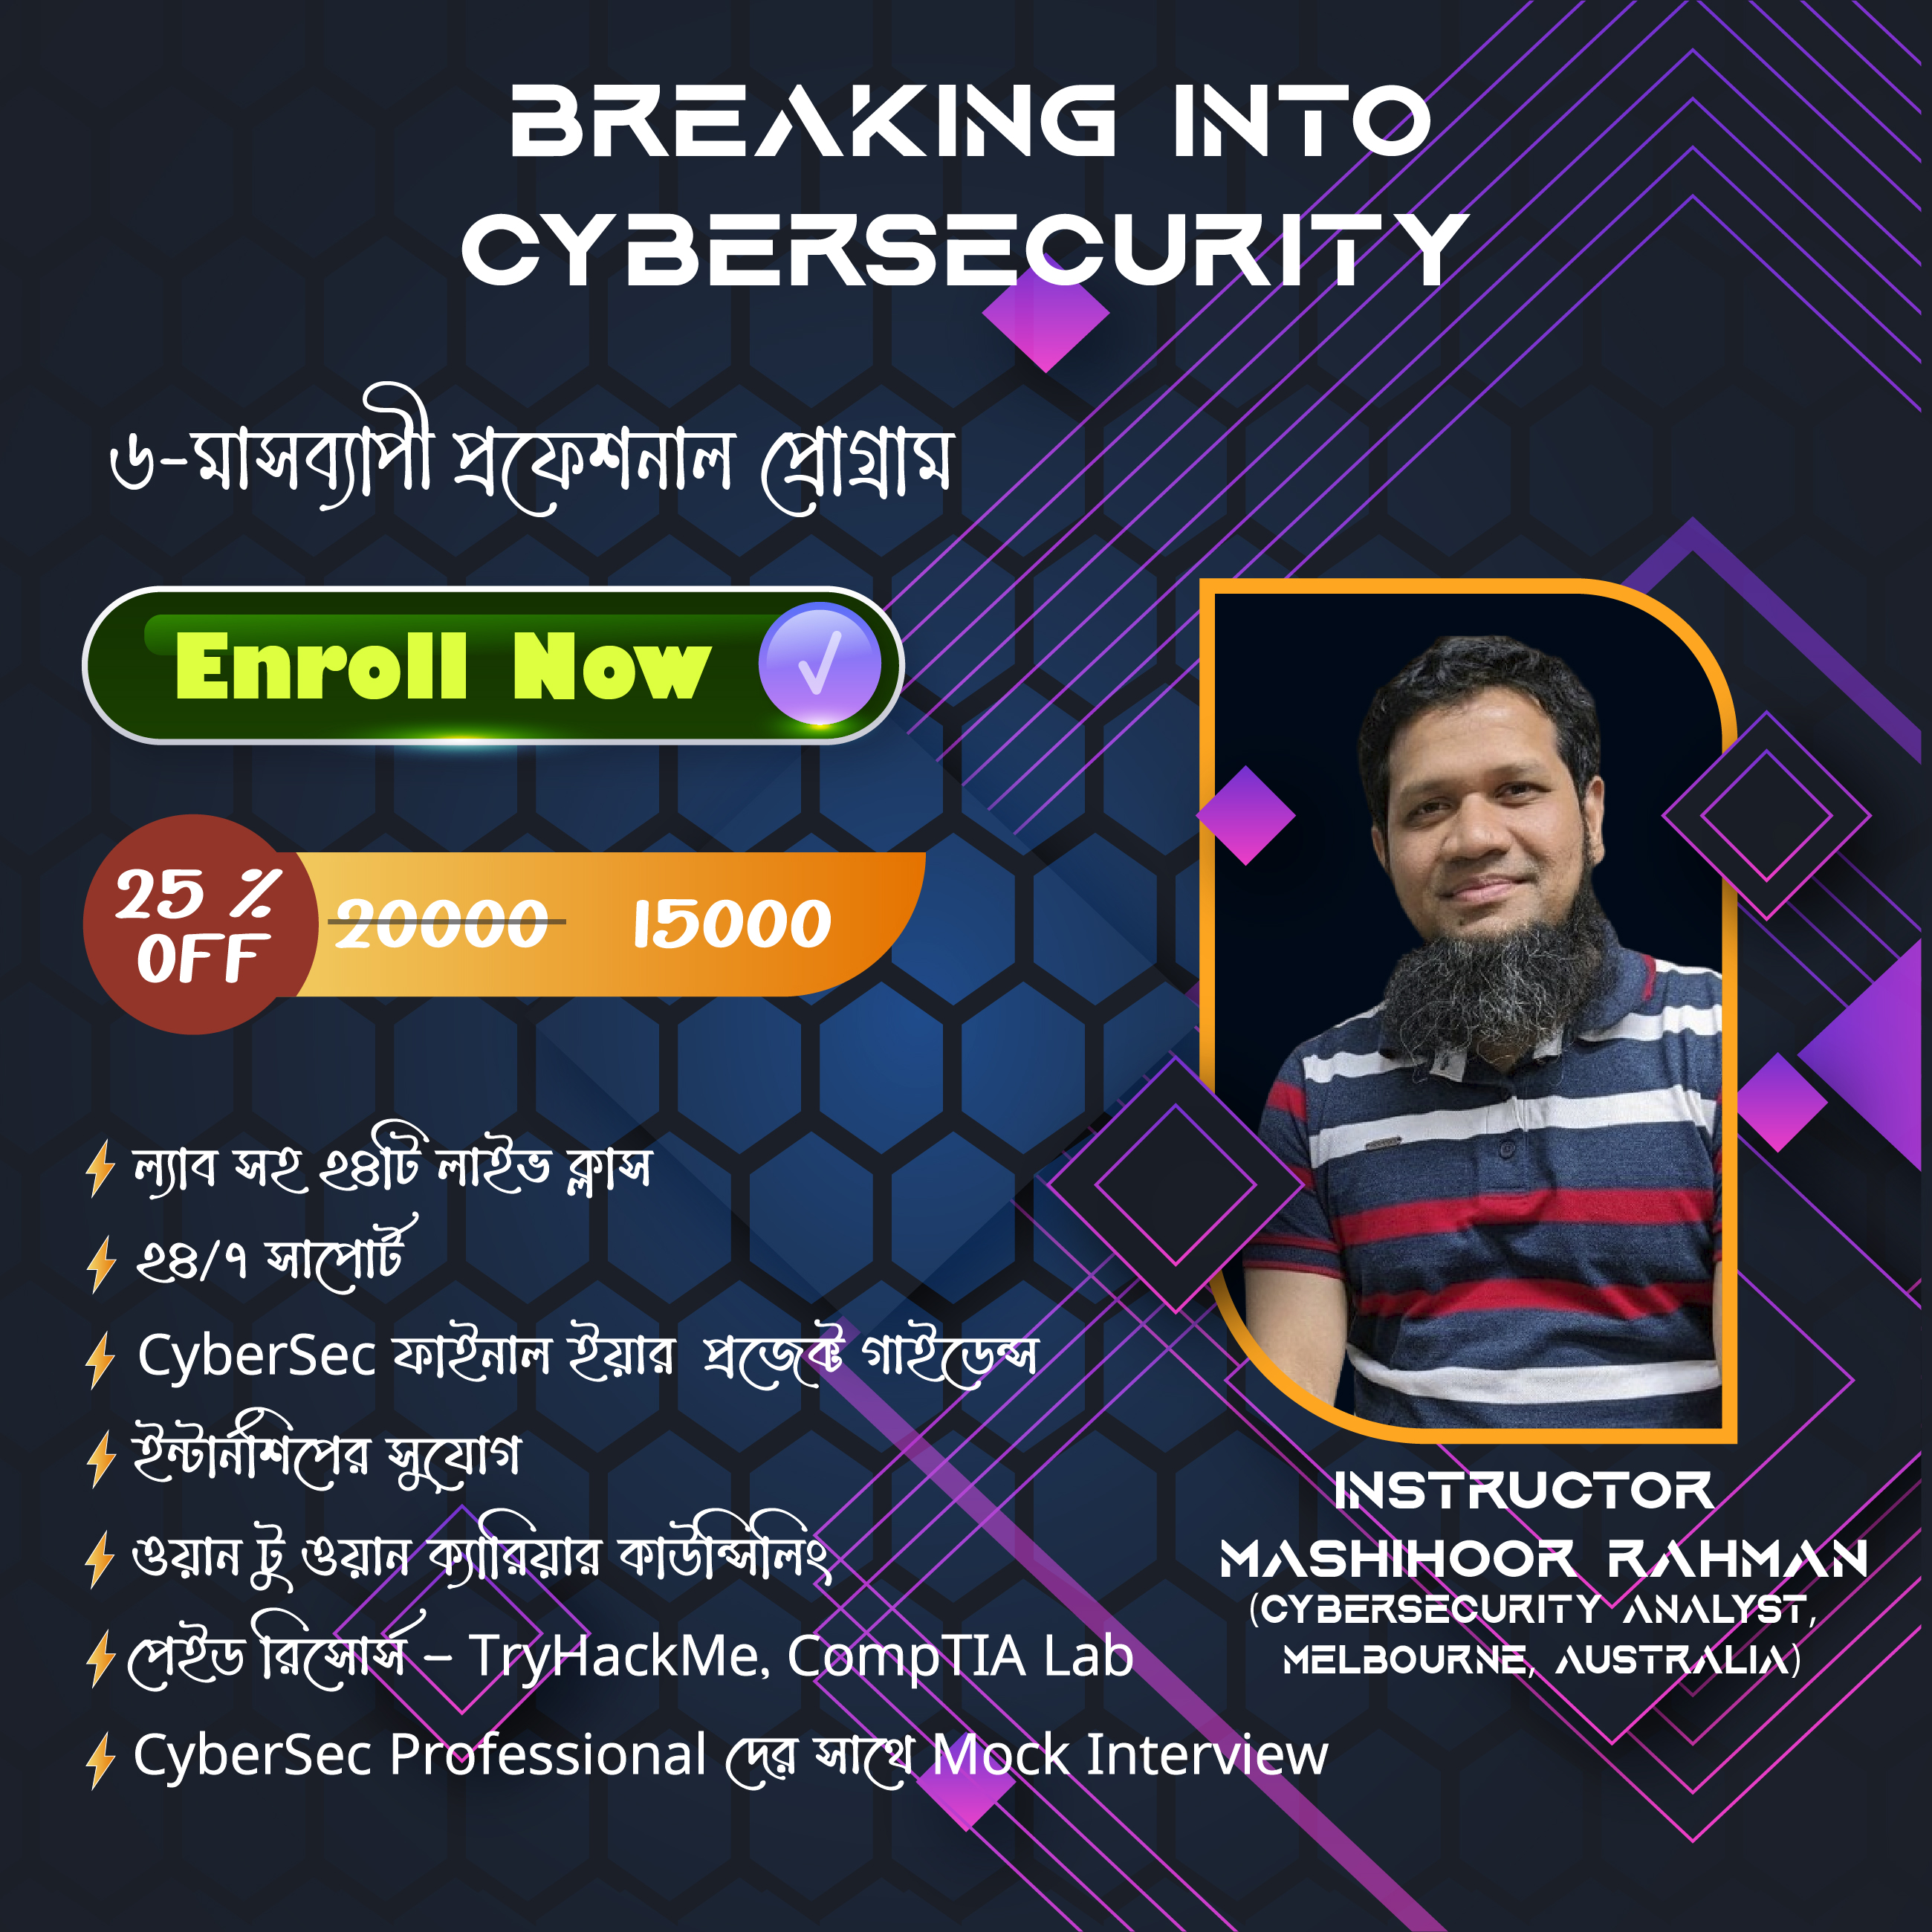 BREAKING INTO
CYBERSECURITY
৬-মাসব্যাপী প্রফেশনাল প্রোগ্রাম
Enroll Now
25 %
OFF
20000 15000
ল্যাব সহ ২৪টি লাইভ ক্লাস
২৪/৭ সাপোর্ট
CyberSec ফাইনাল ইয়ার প্রজেক্ট গাইডেন্স
ইন্টার্নশিপের সুযোগ
ওয়ান টু ওয়ান ক্যারিয়ার কাউন্সিলিং
পেইড রিসোর্স – TryHackMe, CompTIA Lab
CyberSec Professional দের সাথে Mock Interview
INSTRUCTOR
MASHIHOOR RAHMAN
(CYBERSECURITY ANALYST,
MELBOURNE, AUSTRALIA)